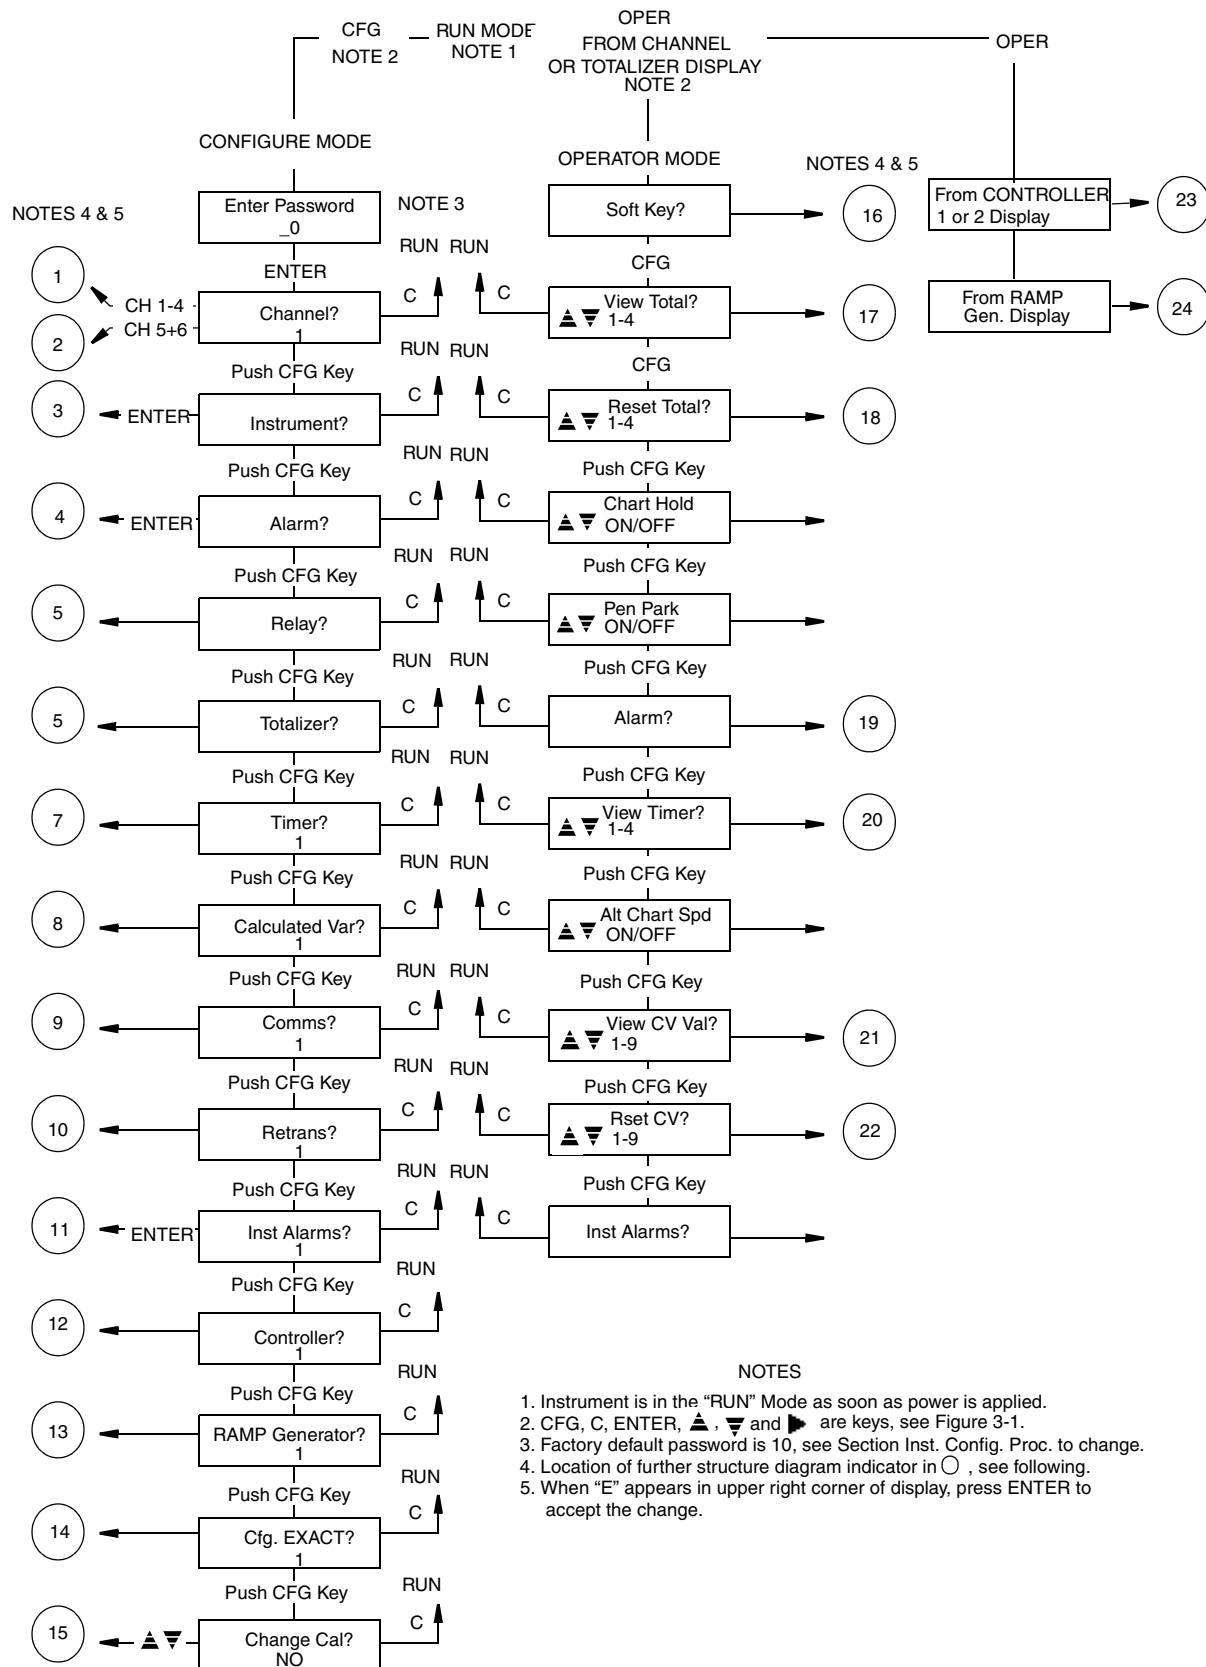 CFG
NOTE 2
RUN MODE
NOTE 1
OPER
FROM CHANNEL
OR TOTALIZER DISPLAY
NOTE 2
OPER
CONFIGURE MODE
OPERATOR MODE
NOTES 4 & 5
NOTES 4 & 5
Enter Password
_0
NOTE 3
Soft Key?
16
From CONTROLLER
1 or 2 Display
23
ENTER
RUN RUN
CFG
1
CH 1-4
CH 5+6
2
Channel?
1
C
C
View Total?
1-4
17
From RAMP
Gen. Display
24
Push CFG Key
RUN RUN
CFG
3
ENTER
Instrument?
C
C
Reset Total?
1-4
18
Push CFG Key
RUN RUN
Push CFG Key
4
ENTER
Alarm?
C
C
Chart Hold
ON/OFF
Push CFG Key
RUN RUN
Push CFG Key
5
Relay?
C
C
Pen Park
ON/OFF
Push CFG Key
RUN RUN
Push CFG Key
5
Totalizer?
C
C
Alarm?
19
Push CFG Key
RUN RUN
Push CFG Key
7
Timer?
1
C
C
View Timer?
1-4
20
Push CFG Key
RUN RUN
Push CFG Key
8
Calculated Var?
1
C
C
Alt Chart Spd
ON/OFF
Push CFG Key
RUN RUN
Push CFG Key
9
Comms?
1
C
C
View CV Val?
1-9
21
Push CFG Key
RUN RUN
Push CFG Key
10
Retrans?
1
C
C
Rset CV?
1-9
22
Push CFG Key
RUN RUN
Push CFG Key
11
ENTER
Inst Alarms?
1
C
C
Inst Alarms?
Push CFG Key
RUN
12
Controller?
1
C
Push CFG Key
RUN
13
RAMP Generator?
1
C
Push CFG Key
RUN
14
Cfg. EXACT?
1
C
Push CFG Key
RUN
15
Change Cal?
NO
C
NOTES
1. Instrument is in the “RUN” Mode as soon as power is applied.
2. CFG, C, ENTER, , and are keys, see Figure 3-1.
3. Factory default password is 10, see Section Inst. Config. Proc. to change.
4. Location of further structure diagram indicator in , see following.
5. When “E” appears in upper right corner of display, press ENTER to
accept the change.